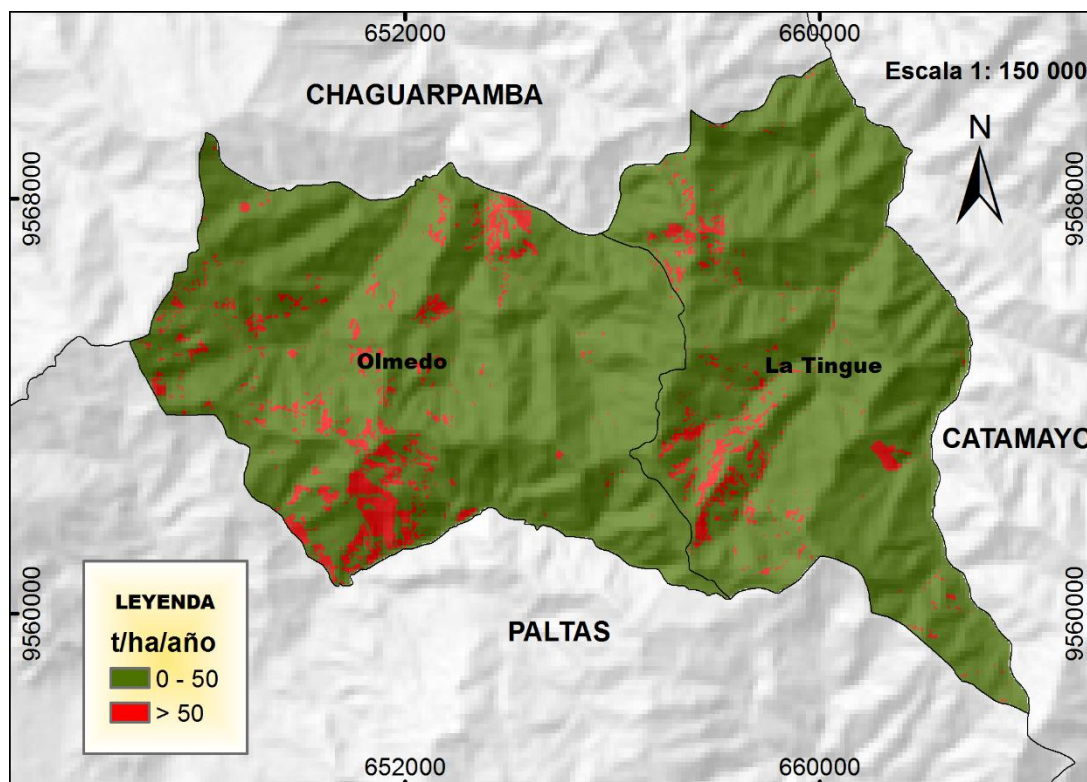 652000
660000
Escala 1: 150 000
CHAGUARPAMBA
N
9568000
9568000
Olmedo
La Tingue
CATAMAYO
LEYENDA
t/ha/año
0 - 50
> 50
9560000
PALTAS
9560000
652000
660000